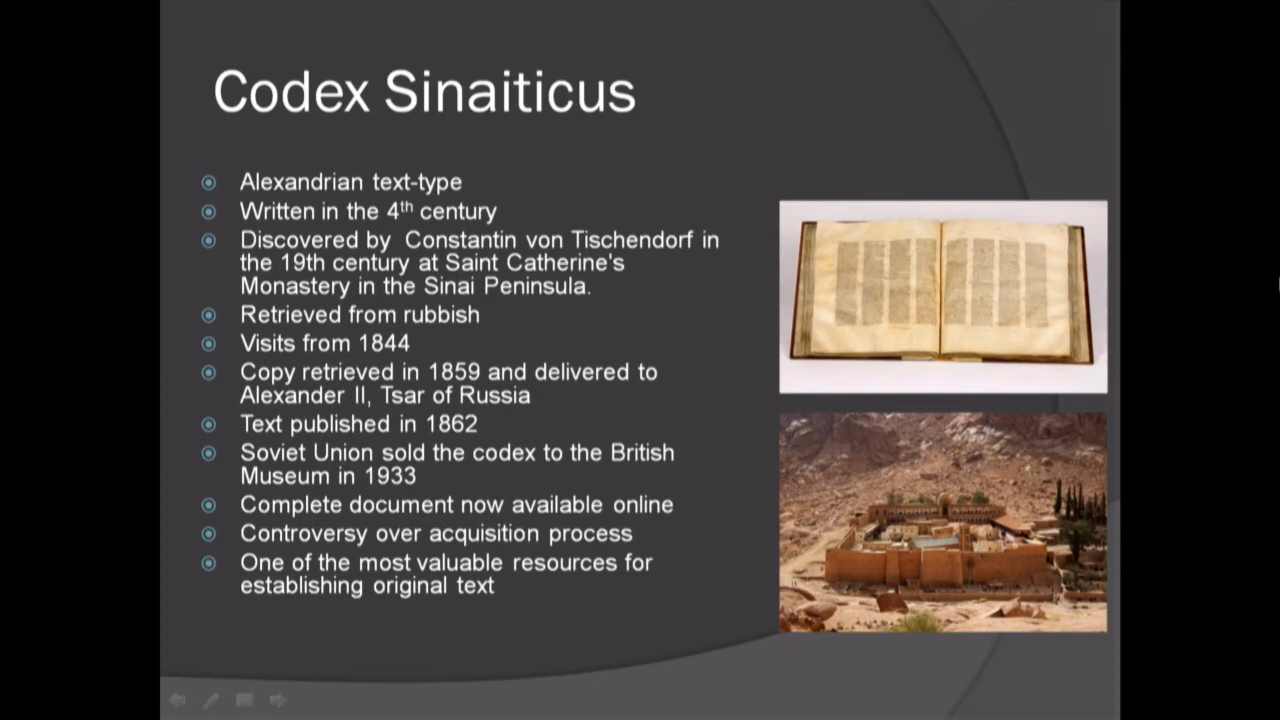 Codex Sinaiticus
Alexandrian text-type
Written in the 4th century
Discovered by Constantin von Tischendorf in
the 19th century at Saint Catherine's
Monastery in the Sinai Peninsula.
Retrieved from rubbish
Visits from 1844
Copy retrieved in 1859 and delivered to
Alexander II, Tsar of Russia
Text published in 1862
Soviet Union sold the codex to the British
Museum in 1933
Complete document now available online
Controversy over acquisition process
One of the most valuable resources for
establishing original text